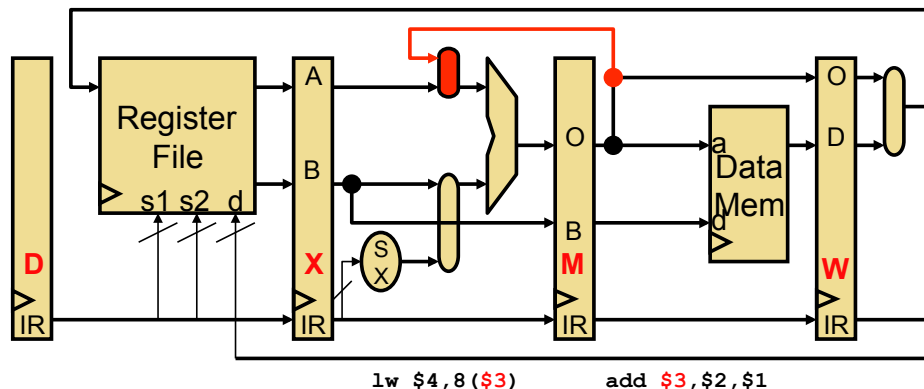 A
O
O
Register
File
B
O
a
D
Data
Mem
s1 s2 d
B
d
S
X
D
X
M
W
IR
IR
IR
IR
lw $4,8($3)
add $3,$2,$1